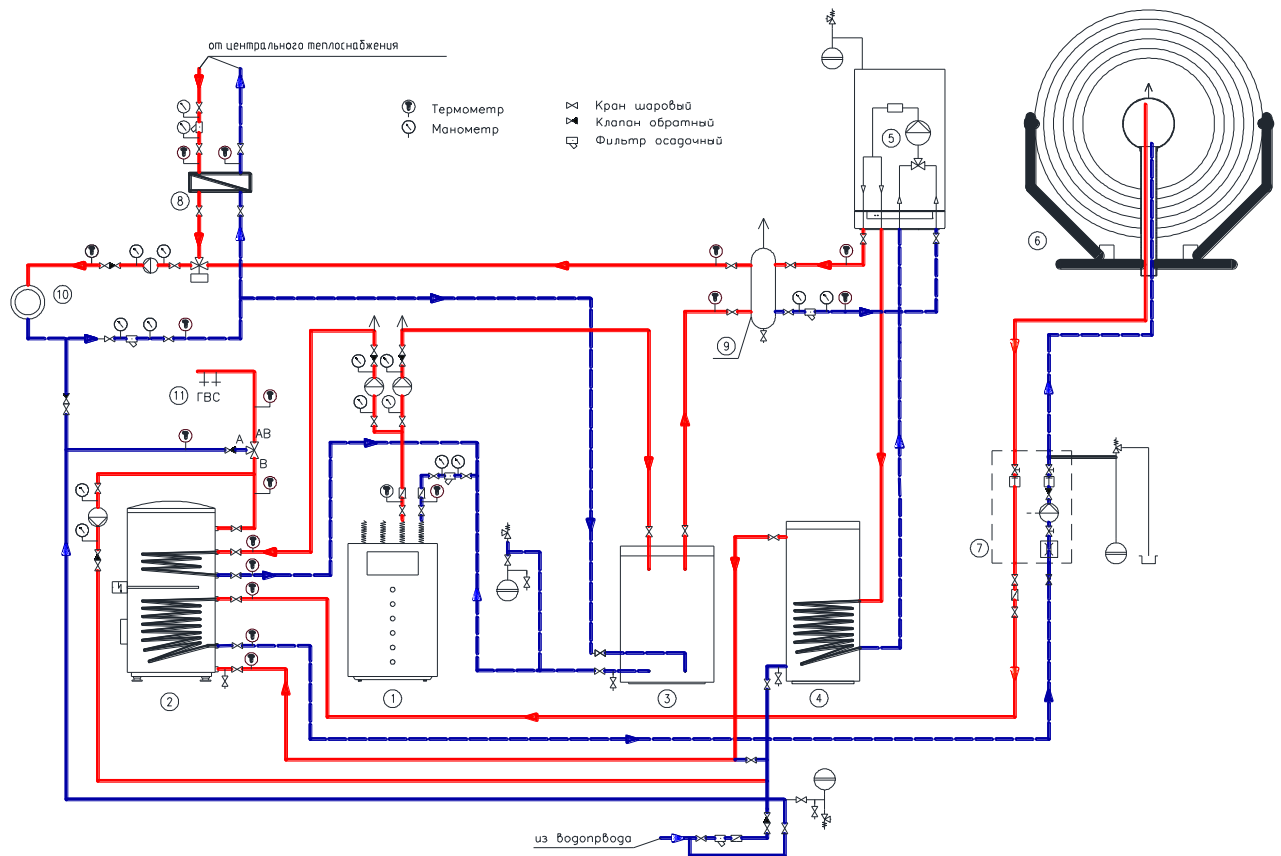 от центрального теплоснабжения
Термометр
Манометр
Кран шаровый
Клапан обратный
Фильтр осадочный
5
8
6
10
9
11
ГВС
A
AB
B
7
2
1
3
4
из водопрвода